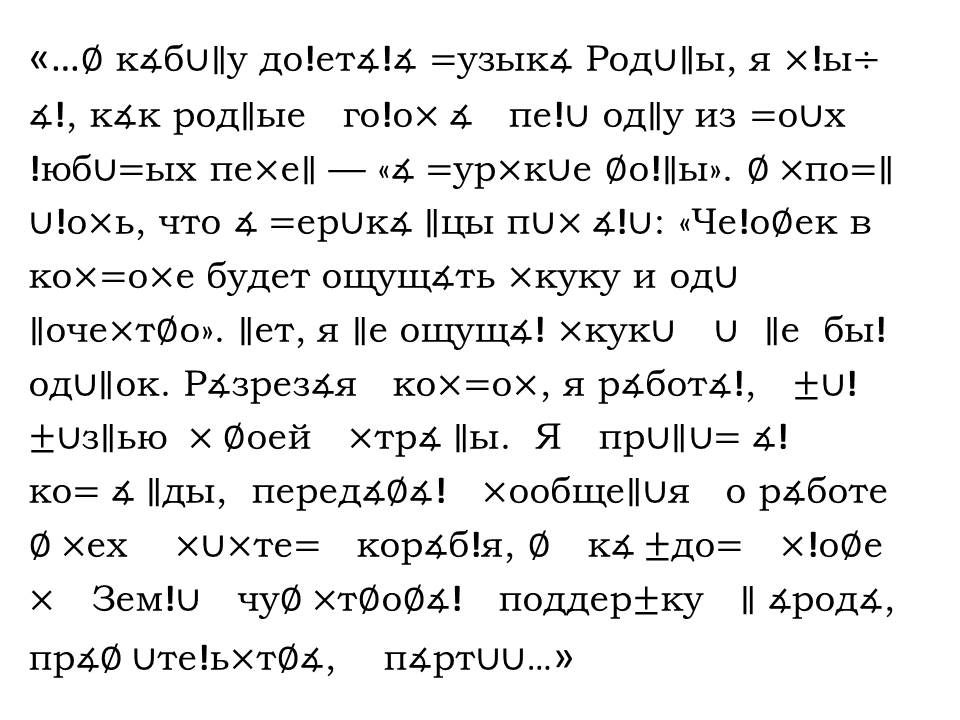 «...∅ к∡б∪∥у до!ет∡!∡ =узык∡ Род∪∥ы, я ×!ы÷
∡!, к∡к род∥ые го!о× ∡ пе!∪ од∥у из =о∪х
!юб∪=ых пе×е∥ — «∡ =ур×к∪е ∅о!∥ы». ∅ ×по=∥
∪!о×ь, что ∡ =ер∪к∡ ∥цы п∪× ∡!∪: «Че!о∅ек в
ко×=о×е будет ощущ∡ть ×куку и од∪
∥оче×т∅о». ∥ет, я ∥е ощущ∡! ×кук∪ ∪ ∥е бы!
од∪∥ок. Р∡зрез∡я ко×=о×, я р∡бот∡!, ±∪!
±∪з∥ью × ∅оей ×тр∡ ∥ы. Я пр∪∥∪= ∡!
ко= ∡ ∥ды, перед∡∅∡! ×ообще∥∪я о р∡боте
∅ ×ех ×∪×те= кор∡б!я, ∅ к∡ ±до= ×!о∅е
× Зем!∪ чу∅ ×т∅о∅∡! поддер±ку ∥ ∡род∡,
пр∡∅ ∪те!ь×т∅∡, п∡рт∪∪...»